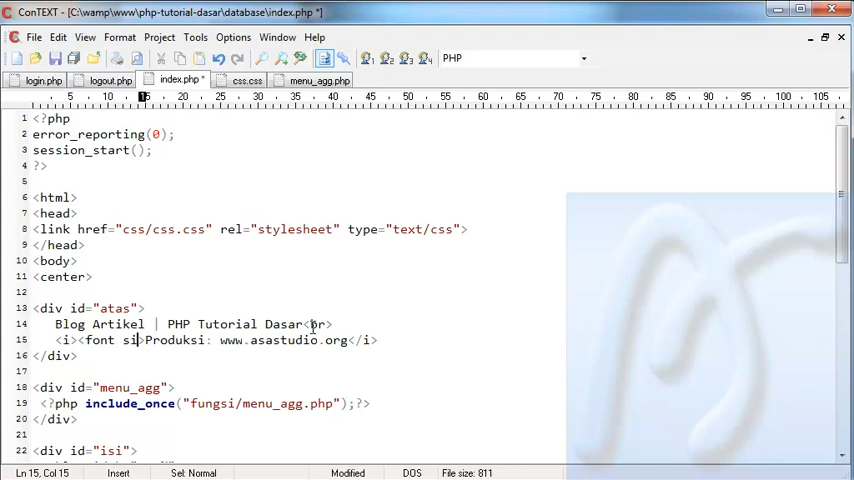 ConTEXT - [C:\wamp\www\php-tutorial-dasar\database\index.php *]
File Edit View Format Project Tools Options Window Help
PHP
login.php logout.php index.php * css.css menu_agg.php
5 10 15 20 25 30 35 40 45 50 55 60 65 70 75 80 85 90 95 100 105
1 <?php
2 error_reporting(0);
3 session_start();
4 ?>
5
6 <html>
7 <head>
8 <link href="css/css.css" rel="stylesheet" type="text/css">
9 </head>
10 <body>
11 <center>
12
13 <div id="atas">
14 Blog Artikel | PHP Tutorial Dasar<br>
15 <i><font si>Produksi: www.asastudio.org</i>
16 </div>
17
18 <div id="menu_agg">
19 <?php include_once("fungsi/menu_agg.php");?>
20 </div>
21
22 <div id="isi">
Ln 15, Col 15 Insert Sel: Normal Modified DOS File size: 811